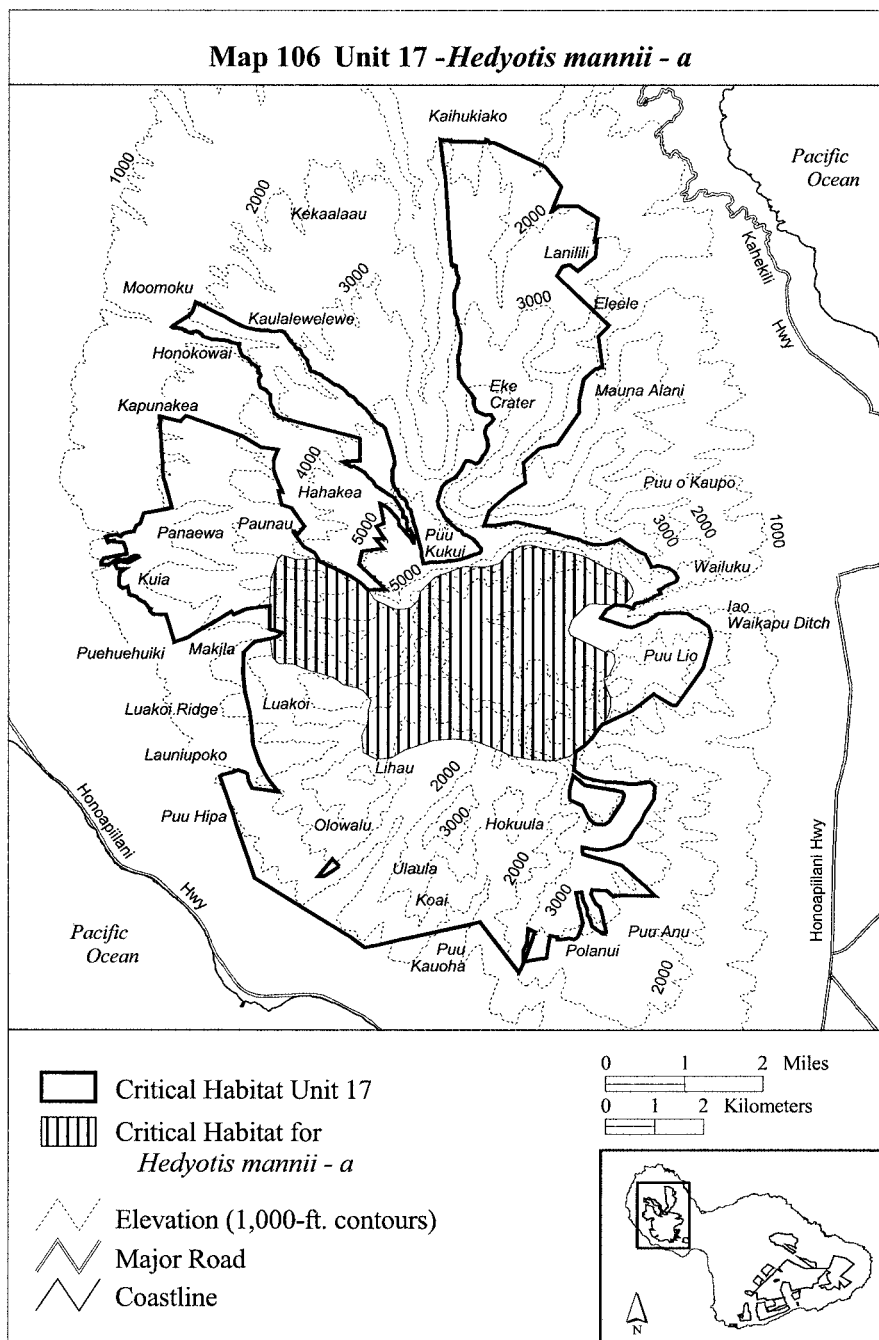 Map 106 Unit 17 -Hedyotis mannii - a
Kaihukiako
Pacific
Ocean
1000
2000
Kekaalaau
2000
Lanilili
Kahekili
Hwy
3000
Moomoku
Kaulalewelewe
3000
Eleele
Honokowai
Eke
Crater
Mauna Alani
Kapunakea
4000
Hahakea
Puu o Kaupo
Panaewa
Paunau
5000
Puu
Kukui
3000
2000
1000
Kuia
5000
Wailuku
Iao
Waikapu Ditch
Puehuehuiki
Makila
Puu Lio
Luakoi Ridge
Luakoi
Launiupoko
Lihau
2000
Puu Hipa
Olowalu
3000
Hokuula
Honoapiilani
Hwy
Ulaula
2000
Koai
3000
Honoapiilani Hwy
Pacific
Ocean
Puu
Kauoha
Polanui
Puu Anu
2000
Critical Habitat Unit 17
Critical Habitat for
Hedyotis mannii - a
Elevation (1,000-ft. contours)
Major Road
Coastline
0 1 2 Miles
0 1 2 Kilometers
N